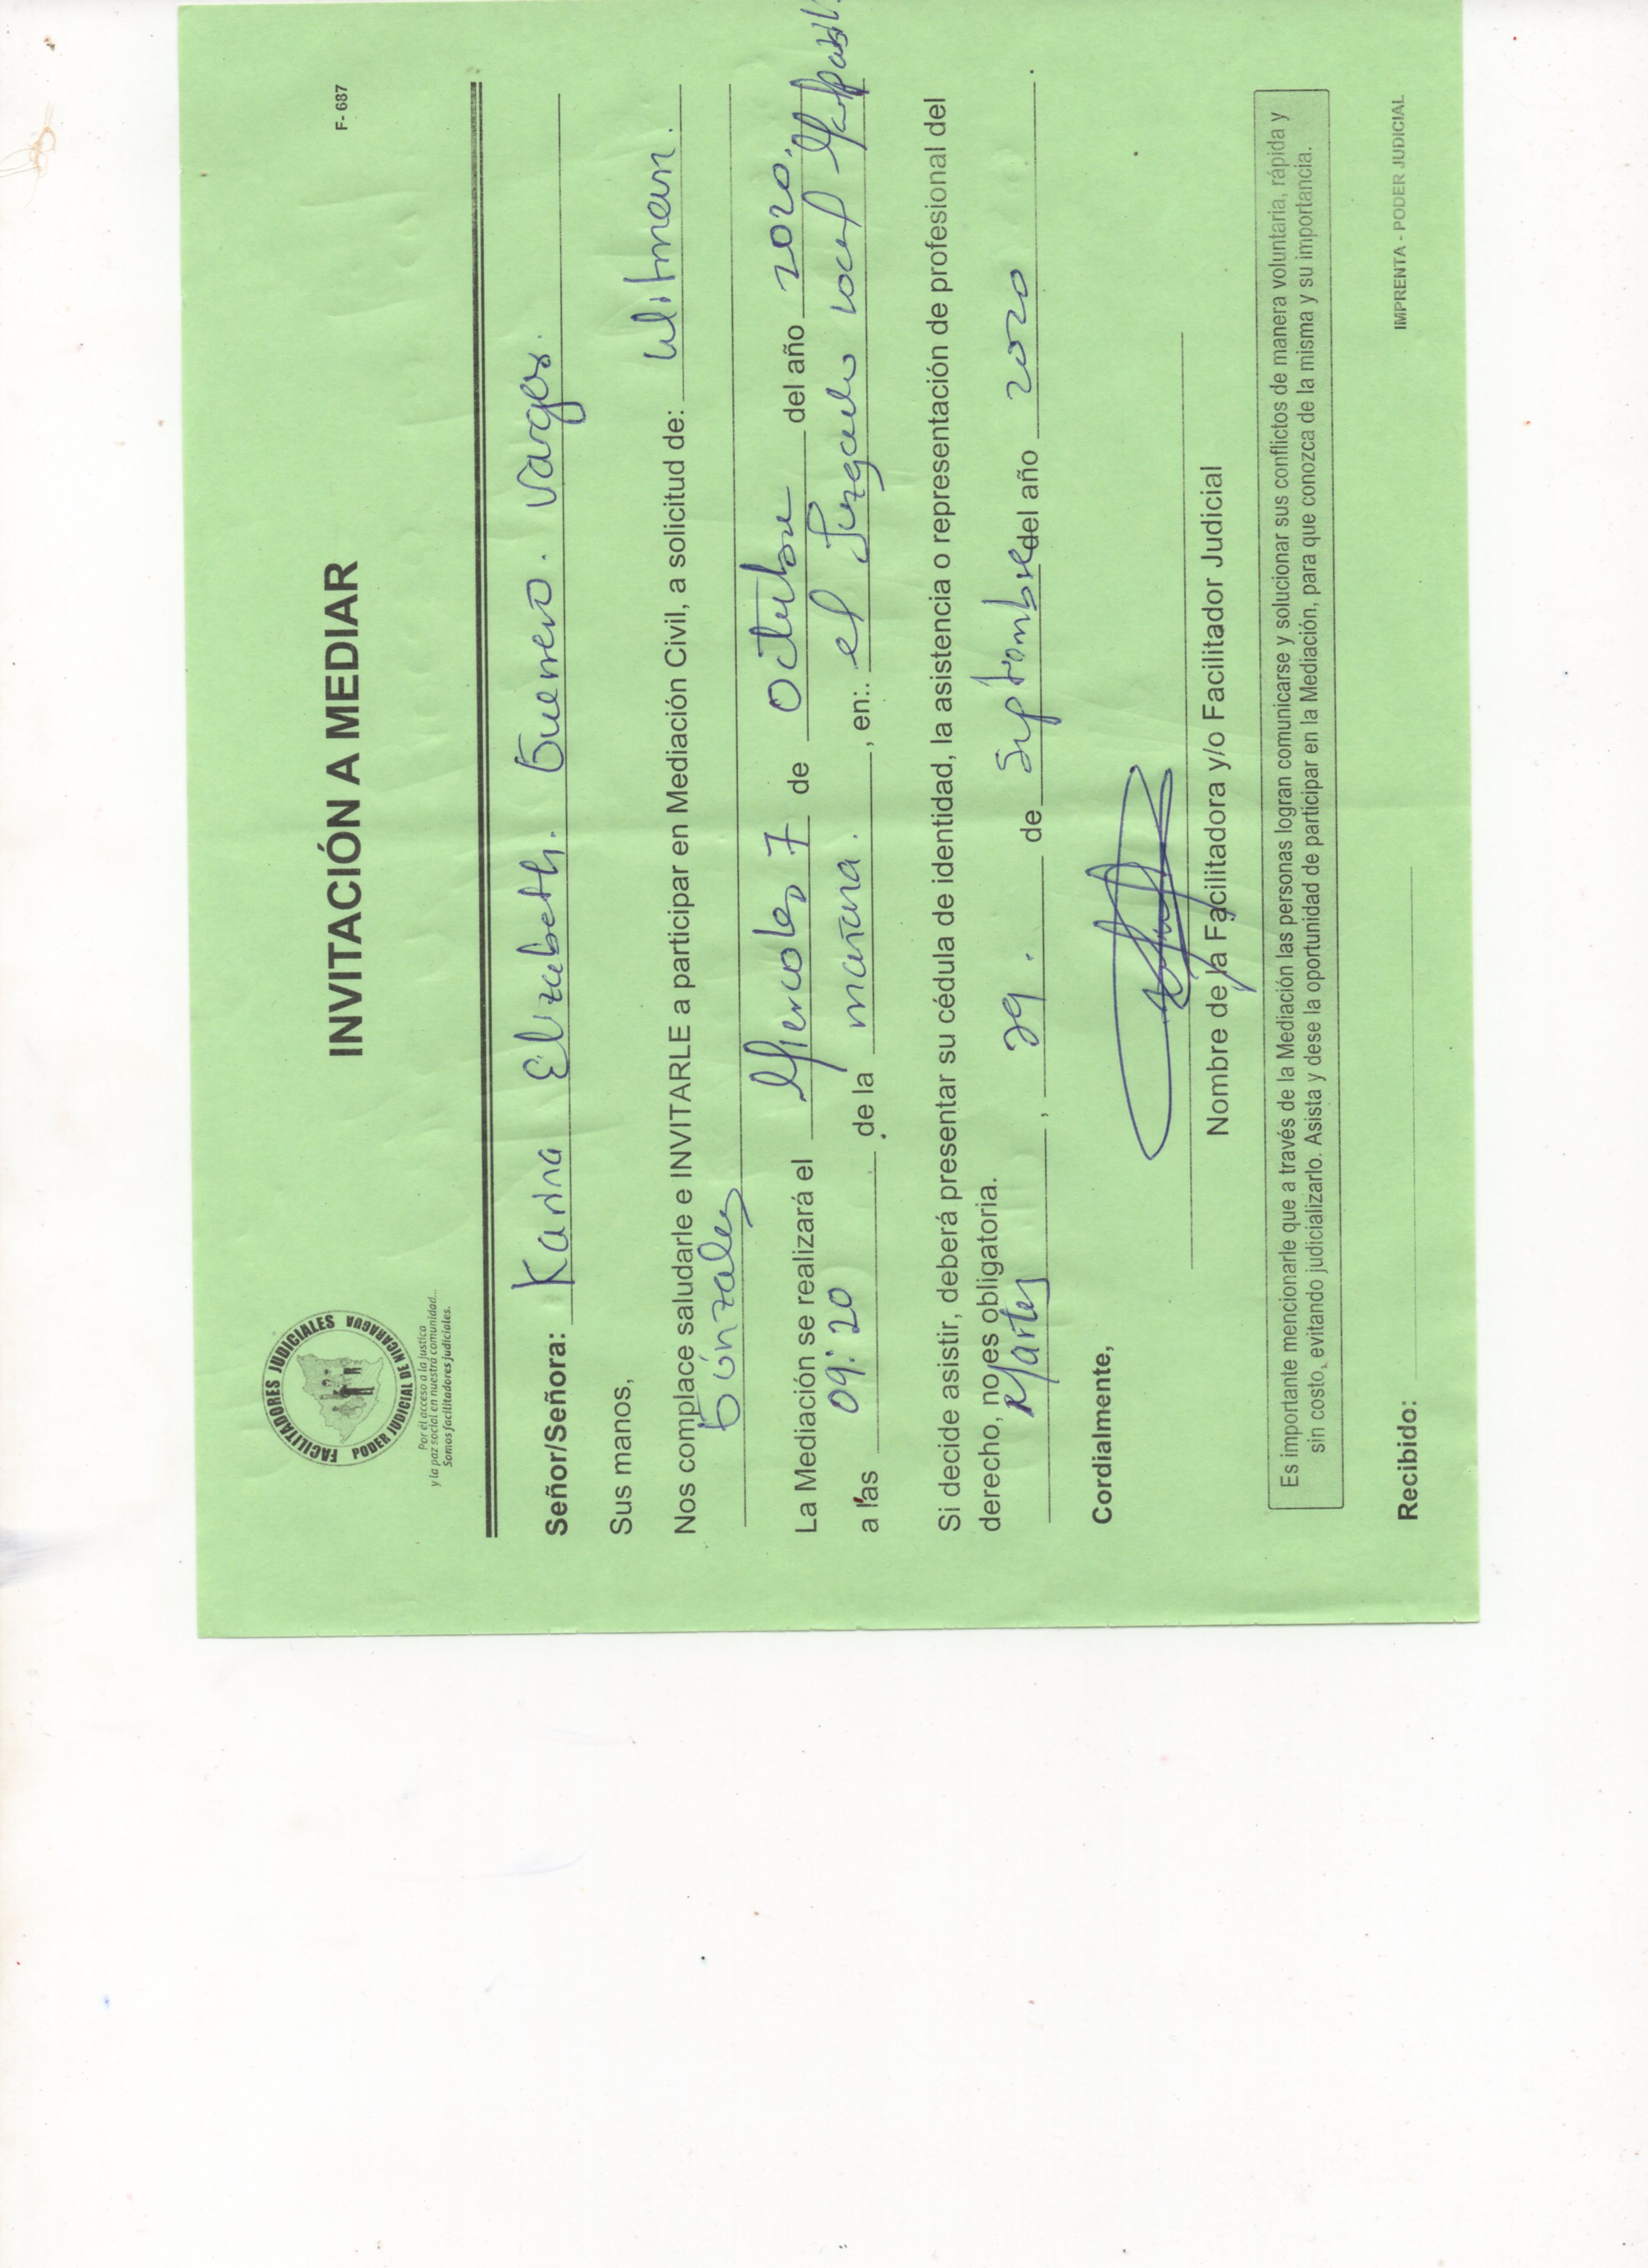 FACILITADORES JUDICIALES
PODER JUDICIAL DE NICARAGUA
Por el acceso a la justica
y la paz social en nuestra comunidad...
Somos facilitadores judiciales.
F- 687
INVITACIÓN A MEDIAR
Señor/Señora: Karina Elizabeth. Guerrero. Vargas.
Sus manos,
Nos complace saludarle e INVITARLE a participar en Mediación Civil, a solicitud de: Witman.
Gónzalez
La Mediación se realizará el Miercoles 7 de Octubre del año 2020.
a las 09:20 de la mañana. , en:. el Juzgado local
Si decide asistir, deberá presentar su cédula de identidad, la asistencia o representación de profesional del
derecho, no es obligatoria.
Martes , 29. de Septiembre del año 2020
Cordialmente,
Nombre de la Facilitadora y/o Facilitador Judicial
Es importante mencionarle que a través de la Mediación las personas logran comunicarse y solucionar sus conflictos de manera voluntaria, rápida y
sin costo, evitando judicializarlo. Asista y dese la oportunidad de participar en la Mediación, para que conozca de la misma y su importancia.
Recibido:
IMPRENTA - PODER JUDICIAL